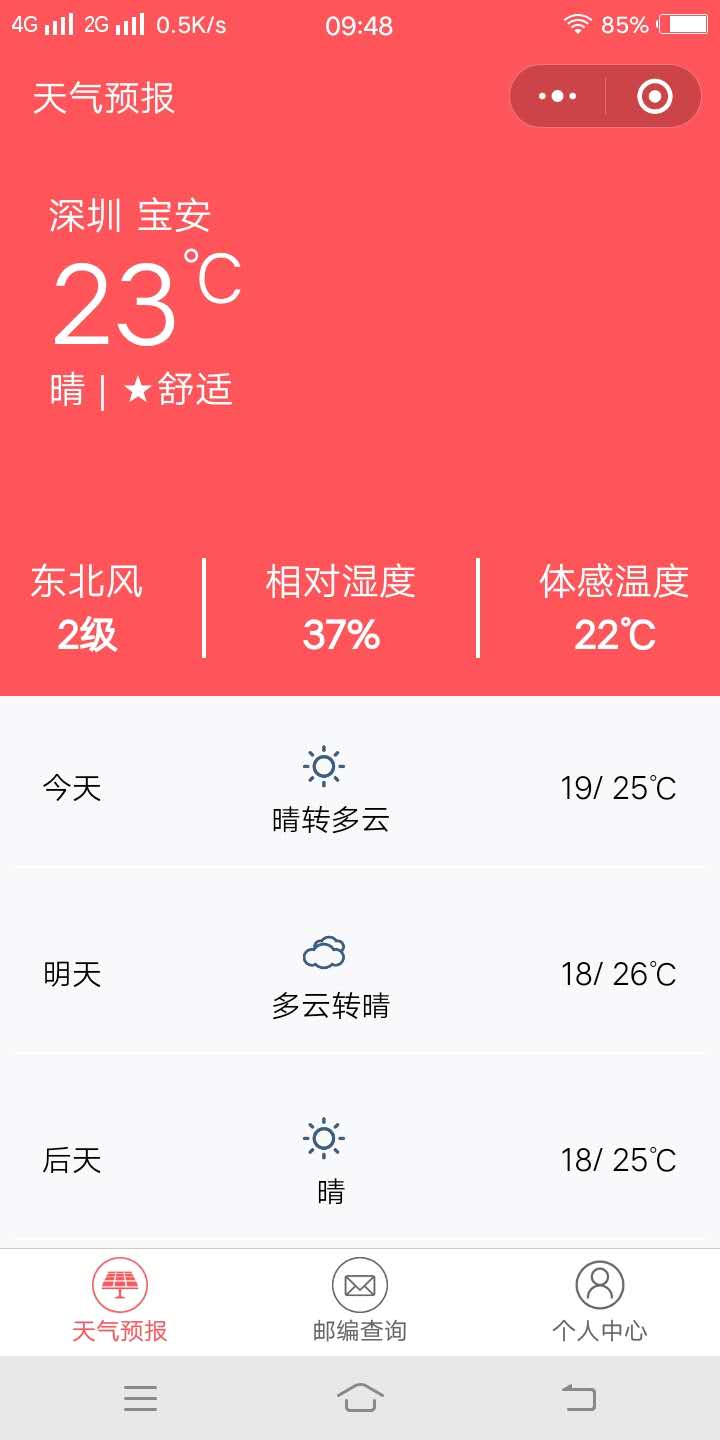 4G 2G 0.5K/s 09:48 85%
天气预报
深圳 宝安
23℃
晴 | ★舒适
东北风 相对湿度 体感温度
2级 37% 22℃
今天 晴转多云 19/ 25℃
明天 多云转晴 18/ 26℃
后天 晴 18/ 25℃
天气预报 邮编查询 个人中心